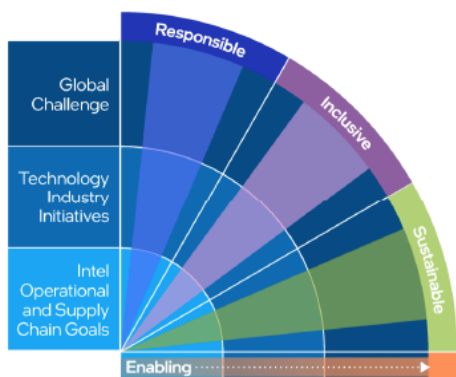 Responsible
Inclusive
Sustainable
Global
Challenge
Technology
Industry
Initiatives
Intel
Operational
and Supply
Chain Goals
Enabling